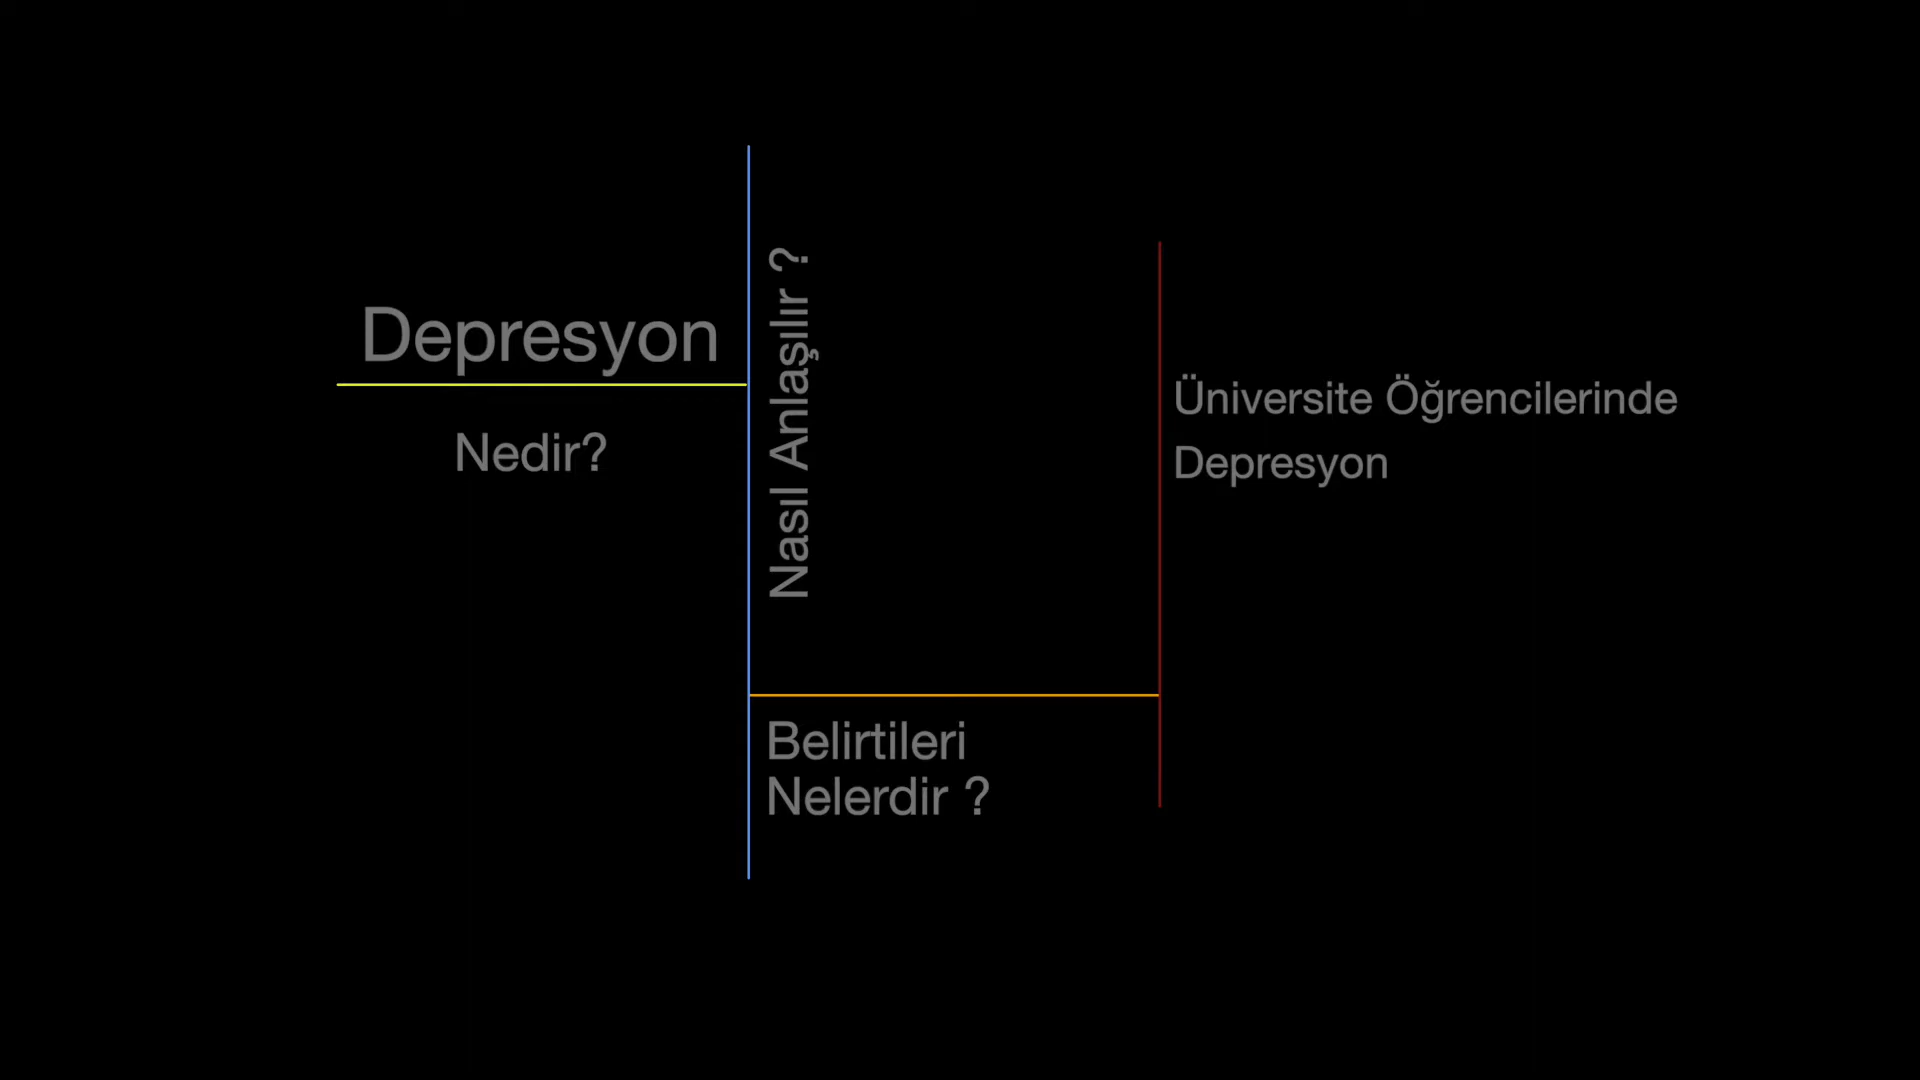 Depresyon
Nedir?
Nasıl Anlaşılır ?
Belirtileri
Nelerdir ?
Üniversite Öğrencilerinde
Depresyon